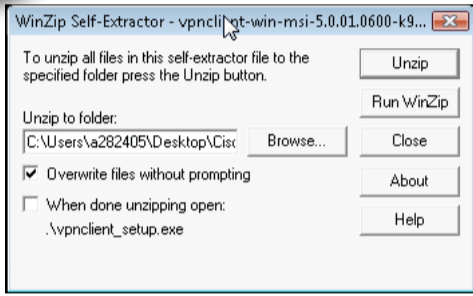 WinZip Self-Extractor - vpnclient-win-msi-5.0.01.0600-k9...
To unzip all files in this self-extractor file to the
specified folder press the Unzip button.
Unzip
Run WinZip
Unzip to folder:
C:\Users\a282405\Desktop\Cisc
Browse...
Close
Overwrite files without prompting
About
When done unzipping open:
.\vpnclient_setup.exe
Help